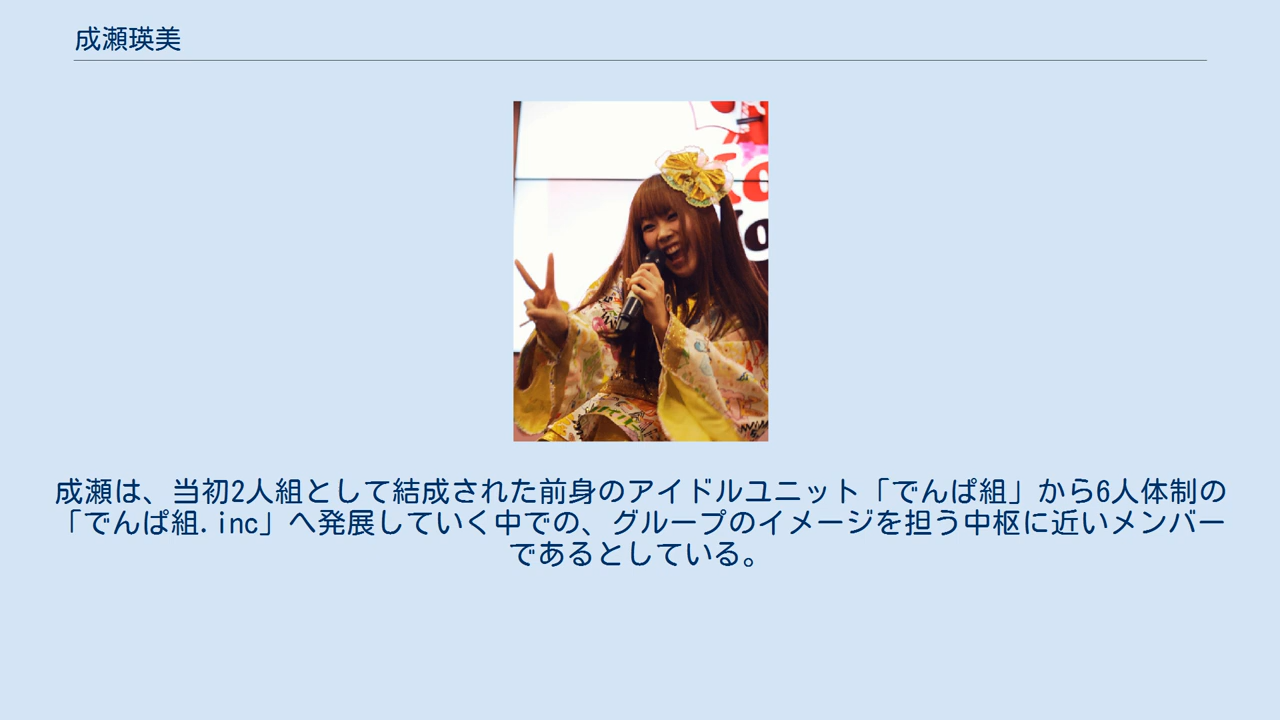 成瀬瑛美
成瀬は、当初2人組として結成された前身のアイドルユニット「でんぱ組」から6人体制の
「でんぱ組.inc」へ発展していく中での、グループのイメージを担う中枢に近いメンバー
であるとしている。